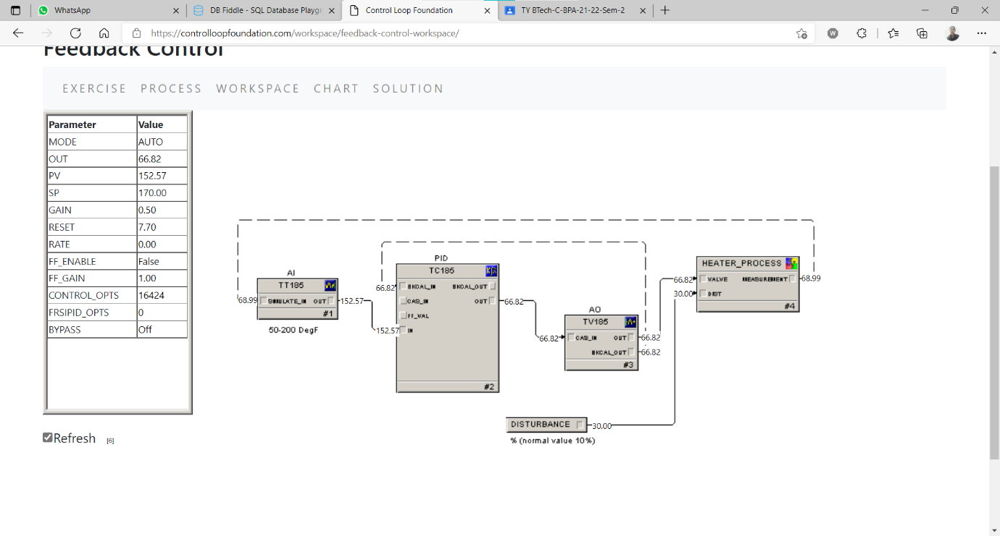 WhatsApp
DB Fiddle - SQL Database Playgr
Control Loop Foundation
TY BTech-C-BPA-21-22-Sem-2
https://controlloopfoundation.com/workspace/feedback-control-workspace/
W
Feedback Control
EXERCISE PROCESS WORKSPACE CHART SOLUTION
Parameter Value
MODE AUTO
OUT 66.82
PV 152.57
SP 170.00
GAIN 0.50
RESET 7.70
RATE 0.00
FF_ENABLE False
FF_GAIN 1.00
CONTROL_OPTS 16424
FRSIPID_OPTS 0
BYPASS Off
Refresh [6]
AI
TT185
68.99 SIMULATE_IN OUT 152.57
#1
50-200 DegF
PID
TC185
66.82 BKCAL_IN BKCAL_OUT
CAS_IN OUT 66.82
FF_VAL
152.57 IN
#2
AO
TV185
66.82 CAS_IN OUT 66.82
BKCAL_OUT 66.82
#3
HEATER_PROCESS
66.82 VALVE MEASUREMENT 68.99
30.00 DIST
#4
DISTURBANCE 30.00
% (normal value 10%)